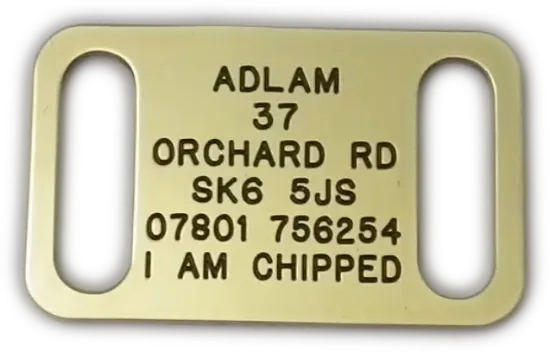 ADLAM
37
ORCHARD RD
SK6 5JS
07801 756254
I AM CHIPPED